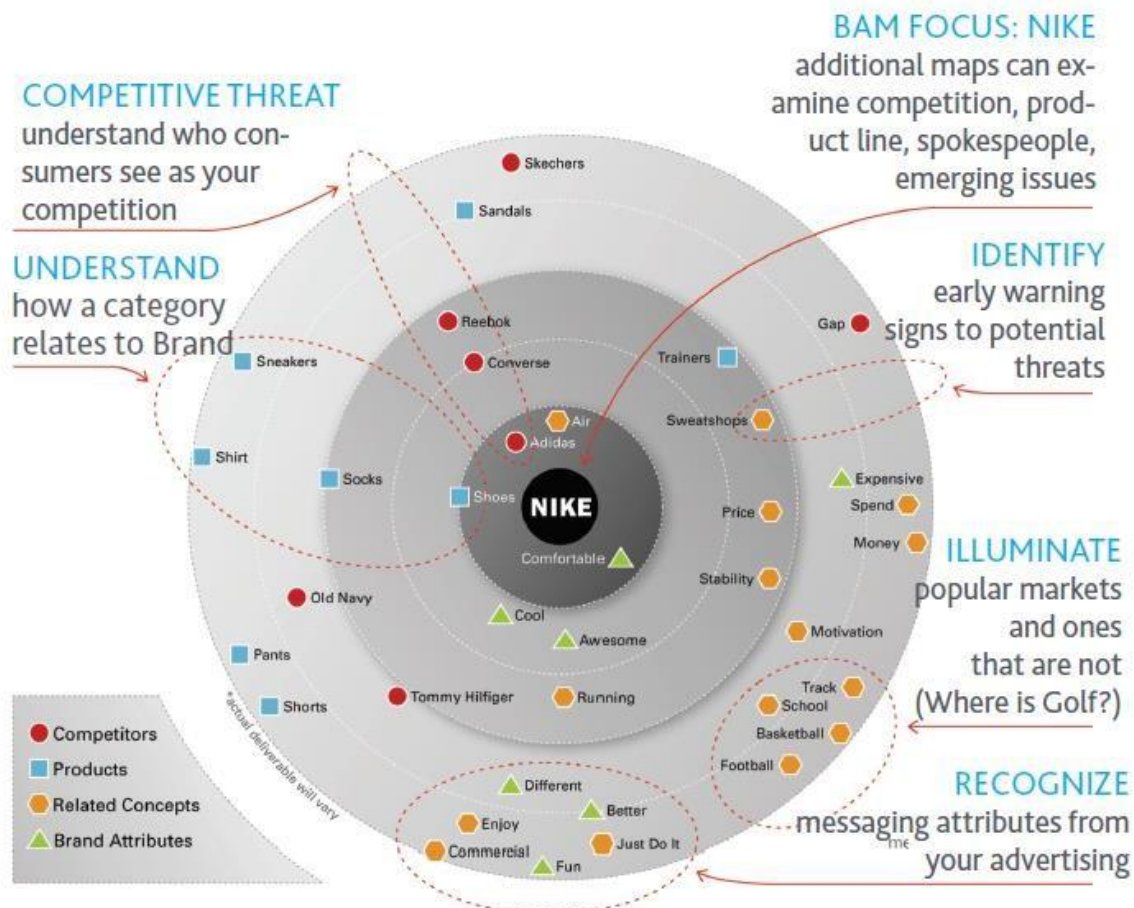 BAM FOCUS: NIKE
additional maps can ex-
amine competition, prod-
uct line, spokespeople,
emerging issues
COMPETITIVE THREAT
understand who con-
sumers see as your
competition
UNDERSTAND
how a category
relates to Brand
IDENTIFY
early warning
signs to potential
threats
ILLUMINATE
popular markets
and ones
that are not
(Where is Golf?)
RECOGNIZE
messaging attributes from
your advertising
me
Skechers
Sandals
Reebok
Gap
Converse
Trainers
Sneakers
Air
Sweatshops
Adidas
Shirt
Socks
Shoes
NIKE
Expensive
Spend
Price
Money
Comfortable
Stability
Old Navy
Cool
Awesome
Motivation
Pants
Shorts
Tommy Hilfiger
Running
Track
School
Basketball
Football
Different
Better
Enjoy
Commercial
Just Do It
Fun
*actual deliverable will vary
Competitors
Products
Related Concepts
Brand Attributes